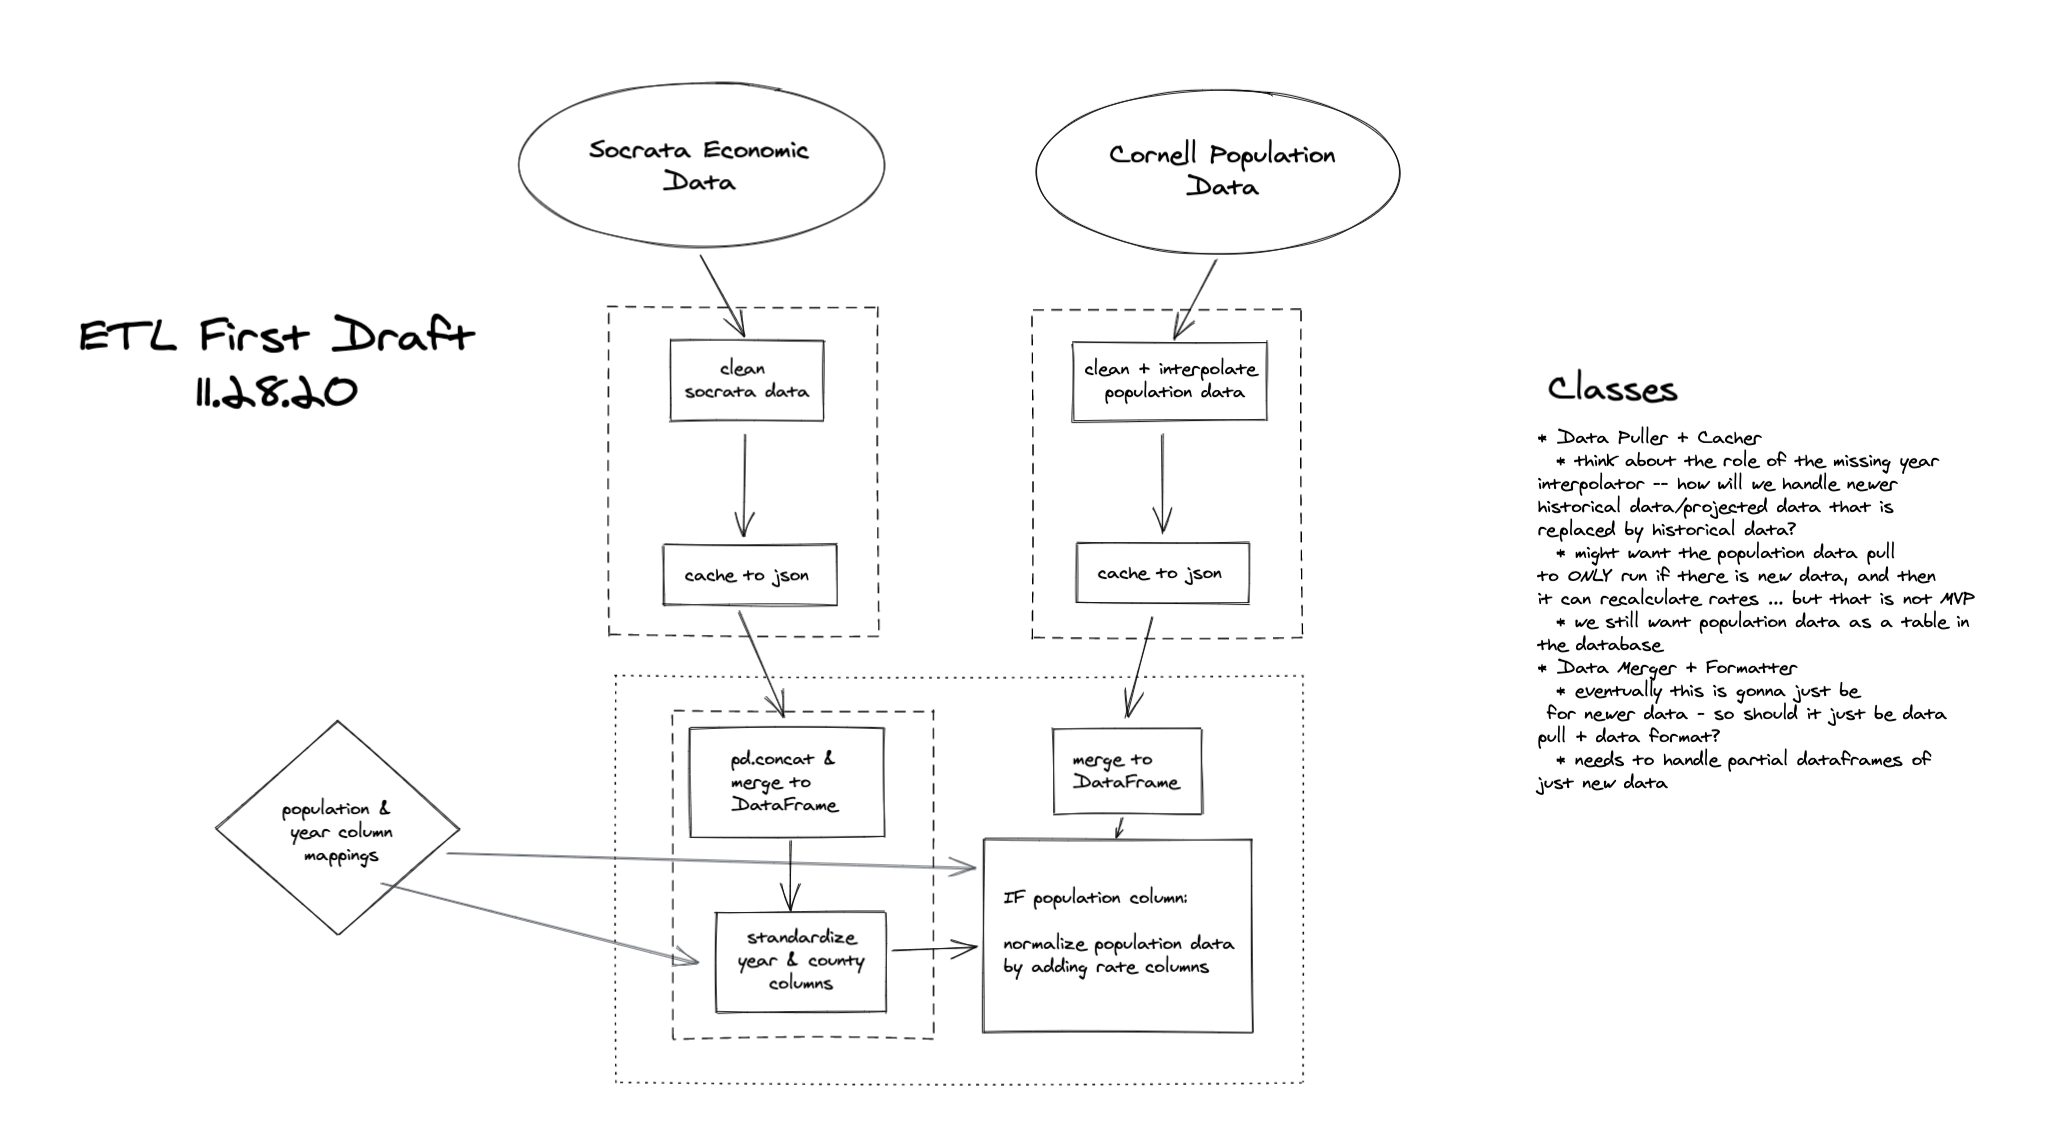 ETL First Draft
11.28.20
Socrata Economic
Data
Cornell Population
Data
clean
socrata data
cache to json
clean + interpolate
population data
cache to json
population &
year column
mappings
pd.concat &
merge to
DataFrame
standardize
year & county
columns
merge to
DataFrame
IF population column:
normalize population data
by adding rate columns
Classes
* Data Puller + Cacher
* think about the role of the missing year
interpolator -- how will we handle newer
historical data/projected data that is
replaced by historical data?
* might want the population data pull
to ONLY run if there is new data, and then
it can recalculate rates ... but that is not MVP
* we still want population data as a table in
the database
* Data Merger + Formatter
* eventually this is gonna just be
for newer data - so should it just be data
pull + data format?
* needs to handle partial dataframes of
just new data